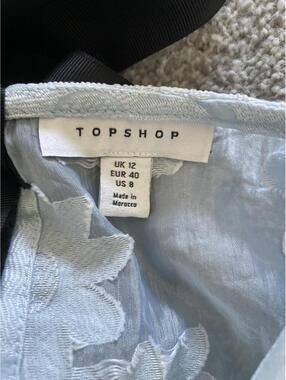 TOPSHOP
UK 12
EUR 40
US 8
Made in
Morocco